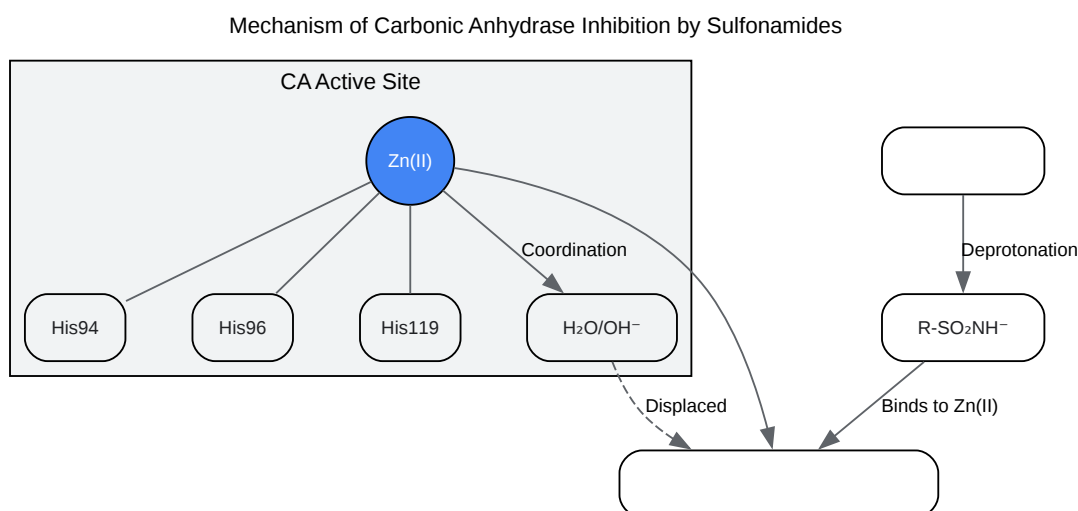 Mechanism of Carbonic Anhydrase Inhibition by Sulfonamides
CA Active Site
Zn(II)
Coordination
Deprotonation
His94
His96
His119
H₂O/OH⁻
R-SO₂NH⁻
Displaced
Binds to Zn(II)